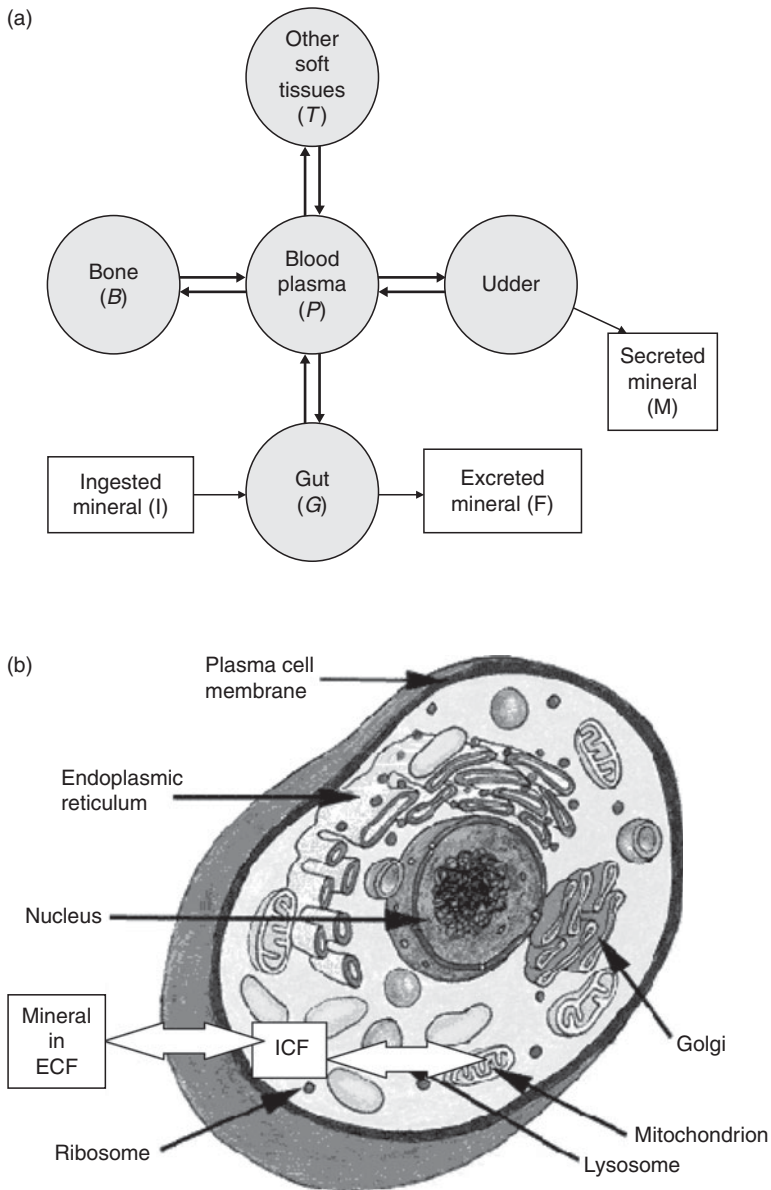 (a)
Other
soft
tissues
(T)
Bone
(B)
Blood
plasma
(P)
Udder
Secreted
mineral
(M)
Ingested
mineral (I)
Gut
(G)
Excreted
mineral (F)
(b)
Plasma cell
membrane
Endoplasmic
reticulum
Nucleus
Mineral
in
ECF
ICF
Golgi
Ribosome
Mitochondrion
Lysosome